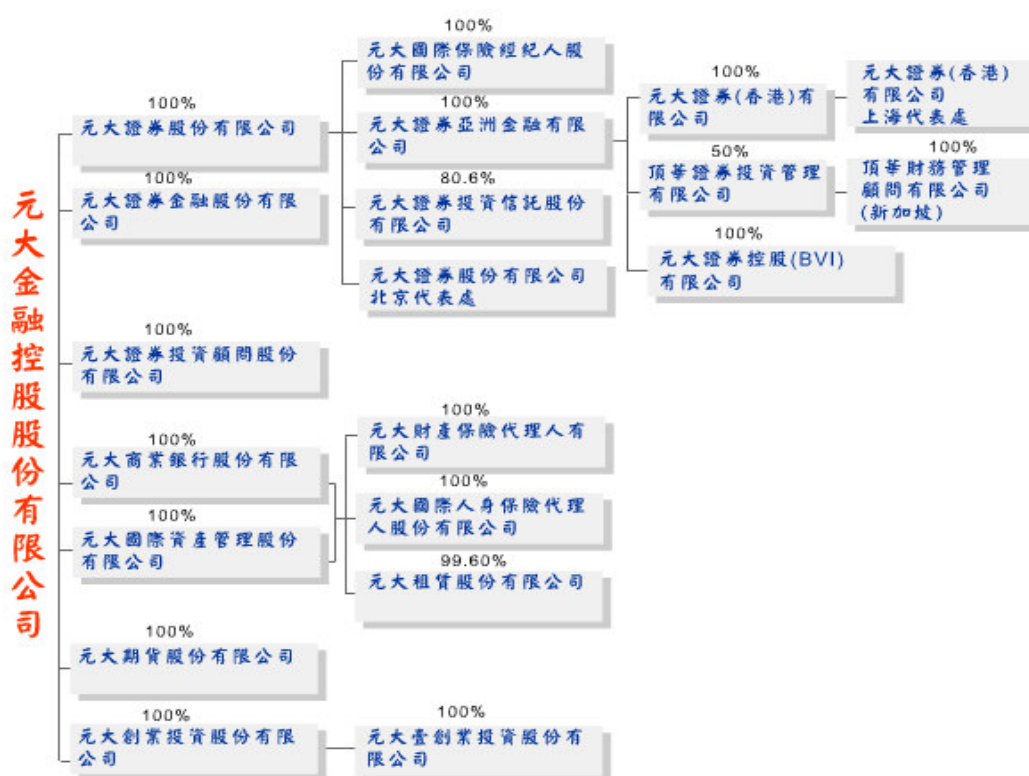 元大金融控股股份有限公司
100%
元大證券股份有限公司
100%
元大證券金融股份有限
公司
100%
元大證券投資顧問股份
有限公司
100%
元大商業銀行股份有限
公司
100%
元大國際資產管理股份
有限公司
100%
元大期貨股份有限公司
100%
元大創業投資股份有限
公司
100%
元大國際保險經紀人股
份有限公司
100%
元大證券亞洲金融有限
公司
80.6%
元大證券投資信託股份
有限公司
元大證券股份有限公司
北京代表處
100%
元大財產保險代理人有
限公司
100%
元大國際人身保險代理
人股份有限公司
99.60%
元大租賃股份有限公司
100%
元大壹創業投資股份有
限公司
100%
元大證券(香港)有
限公司
50%
頂華證券投資管理
有限公司
100%
元大證券控股(BVI)
有限公司
元大證券(香港)
有限公司
上海代表處
100%
頂華財務管理
顧問有限公司
(新加坡)